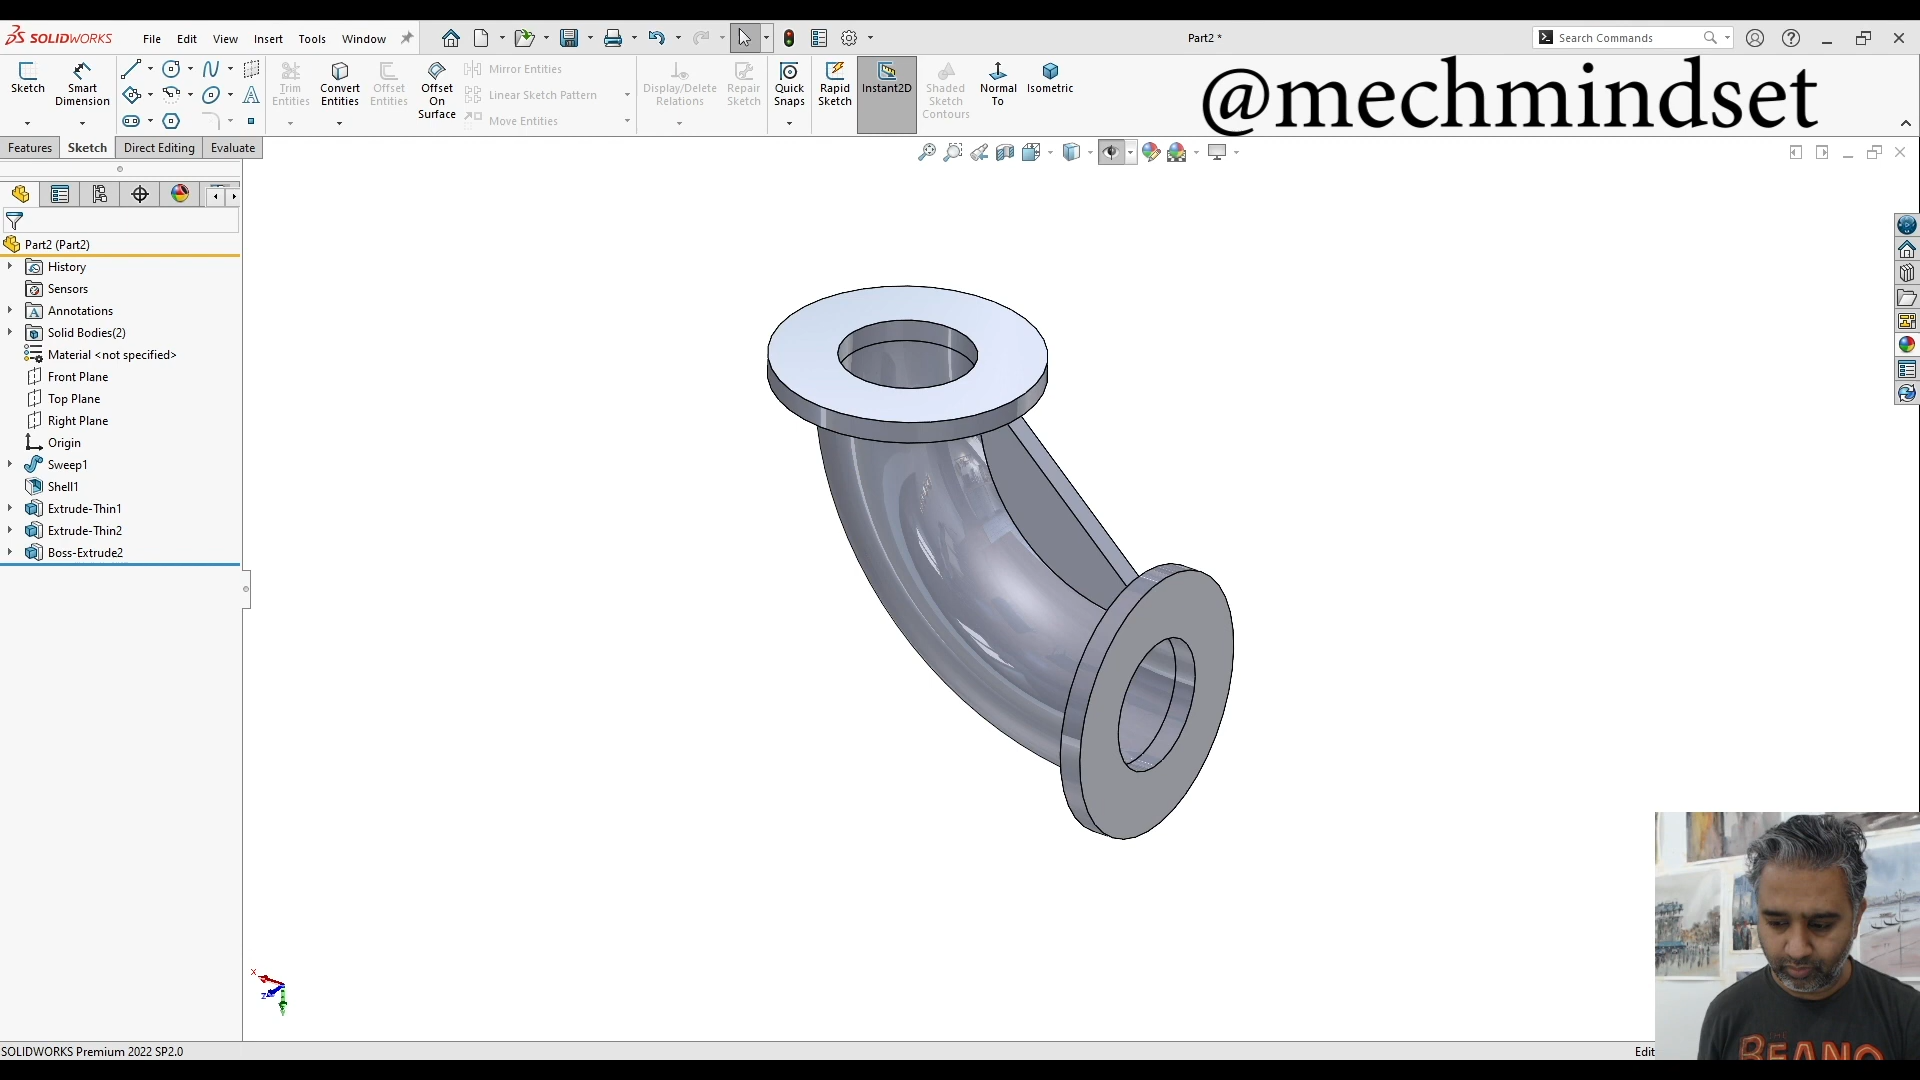 SOLIDWORKS File Edit View Insert Tools Window Part2 * Search Commands
Sketch Smart Dimension Trim Entities Convert Entities Offset Entities Offset On Surface Mirror Entities Linear Sketch Pattern Move Entities Display/Delete Relations Repair Sketch Quick Snaps Rapid Sketch Instant2D Shaded Sketch Contours Normal To Isometric
@mechmindset
Features Sketch Direct Editing Evaluate
Part2 (Part2)
History
Sensors
Annotations
Solid Bodies(2)
Material <not specified>
Front Plane
Top Plane
Right Plane
Origin
Sweep1
Shell1
Extrude-Thin1
Extrude-Thin2
Boss-Extrude2
X
Z
THE
BEANO
SOLIDWORKS Premium 2022 SP2.0 Edit